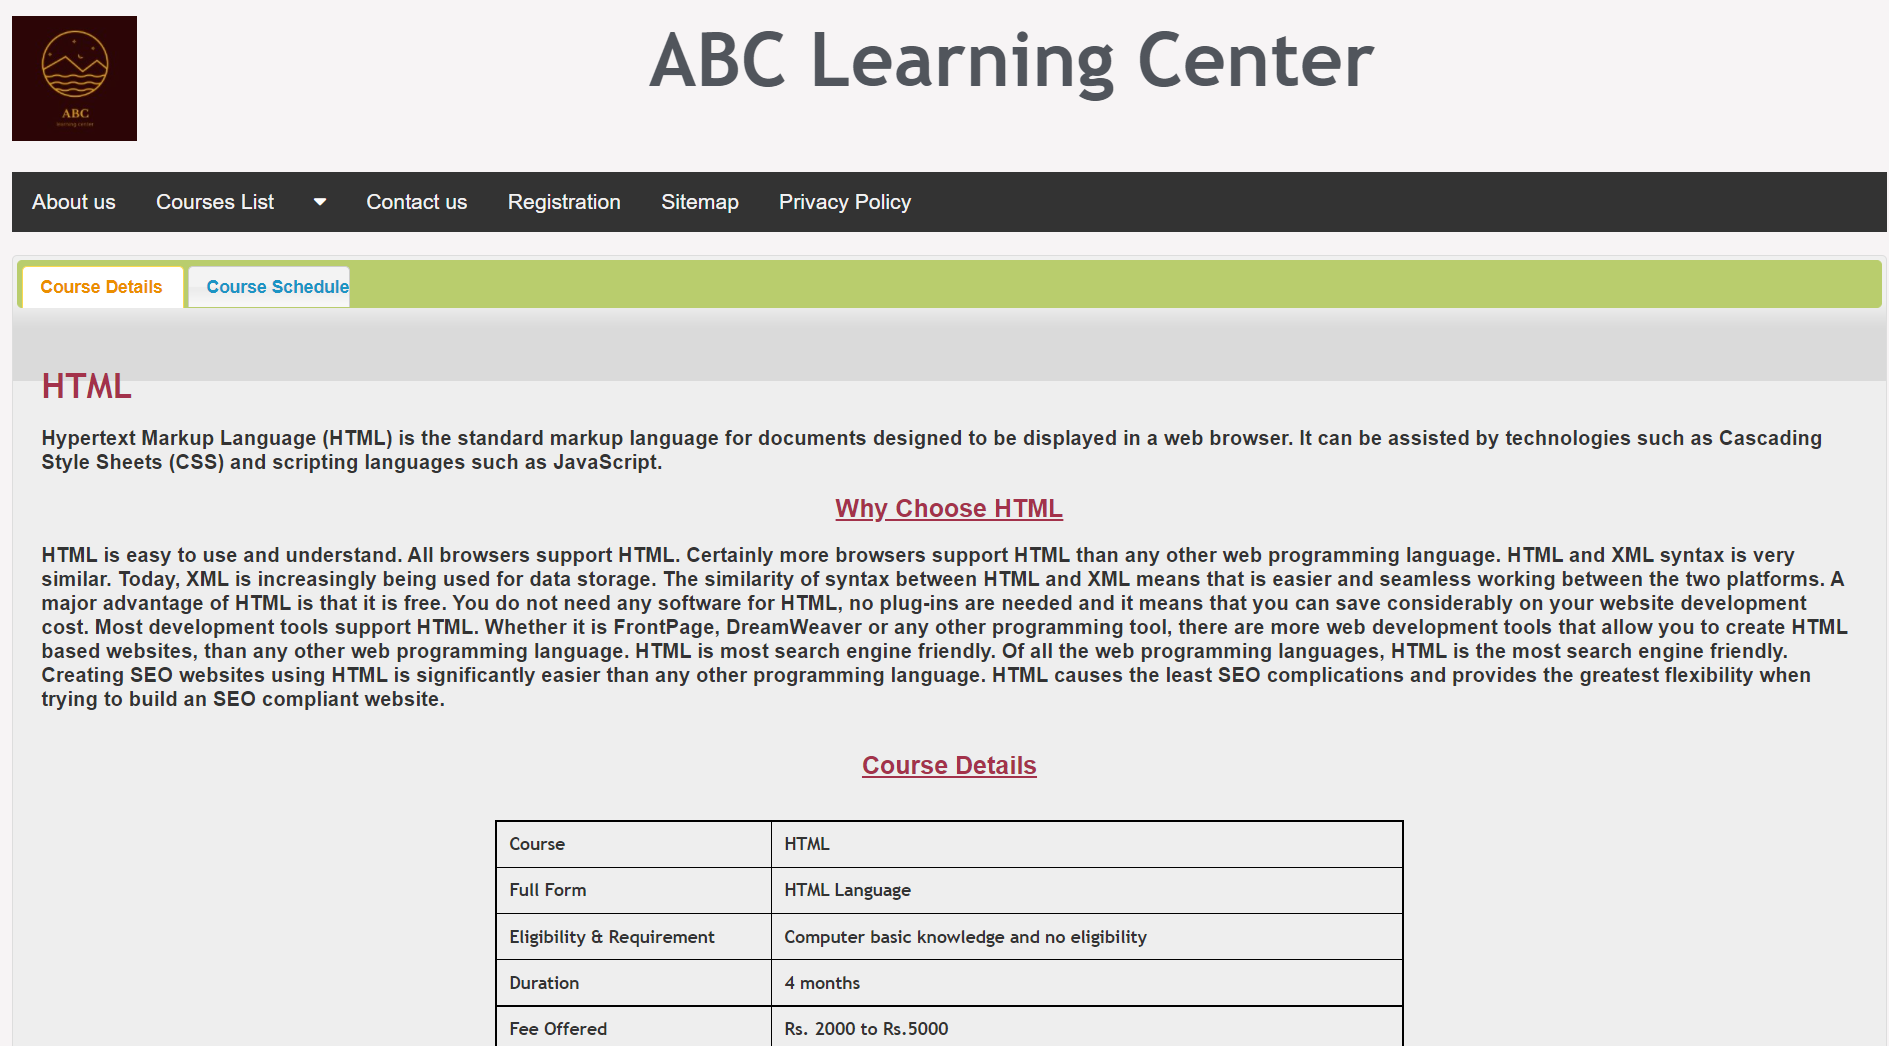 ABC
learning center
ABC Learning Center
About us Courses List Contact us Registration Sitemap Privacy Policy
Course Details Course Schedule
HTML
Hypertext Markup Language (HTML) is the standard markup language for documents designed to be displayed in a web browser. It can be assisted by technologies such as Cascading
Style Sheets (CSS) and scripting languages such as JavaScript.
Why Choose HTML
HTML is easy to use and understand. All browsers support HTML. Certainly more browsers support HTML than any other web programming language. HTML and XML syntax is very
similar. Today, XML is increasingly being used for data storage. The similarity of syntax between HTML and XML means that is easier and seamless working between the two platforms. A
major advantage of HTML is that it is free. You do not need any software for HTML, no plug-ins are needed and it means that you can save considerably on your website development
cost. Most development tools support HTML. Whether it is FrontPage, DreamWeaver or any other programming tool, there are more web development tools that allow you to create HTML
based websites, than any other web programming language. HTML is most search engine friendly. Of all the web programming languages, HTML is the most search engine friendly.
Creating SEO websites using HTML is significantly easier than any other programming language. HTML causes the least SEO complications and provides the greatest flexibility when
trying to build an SEO compliant website.
Course Details
Course HTML
Full Form HTML Language
Eligibility & Requirement Computer basic knowledge and no eligibility
Duration 4 months
Fee Offered Rs. 2000 to Rs.5000